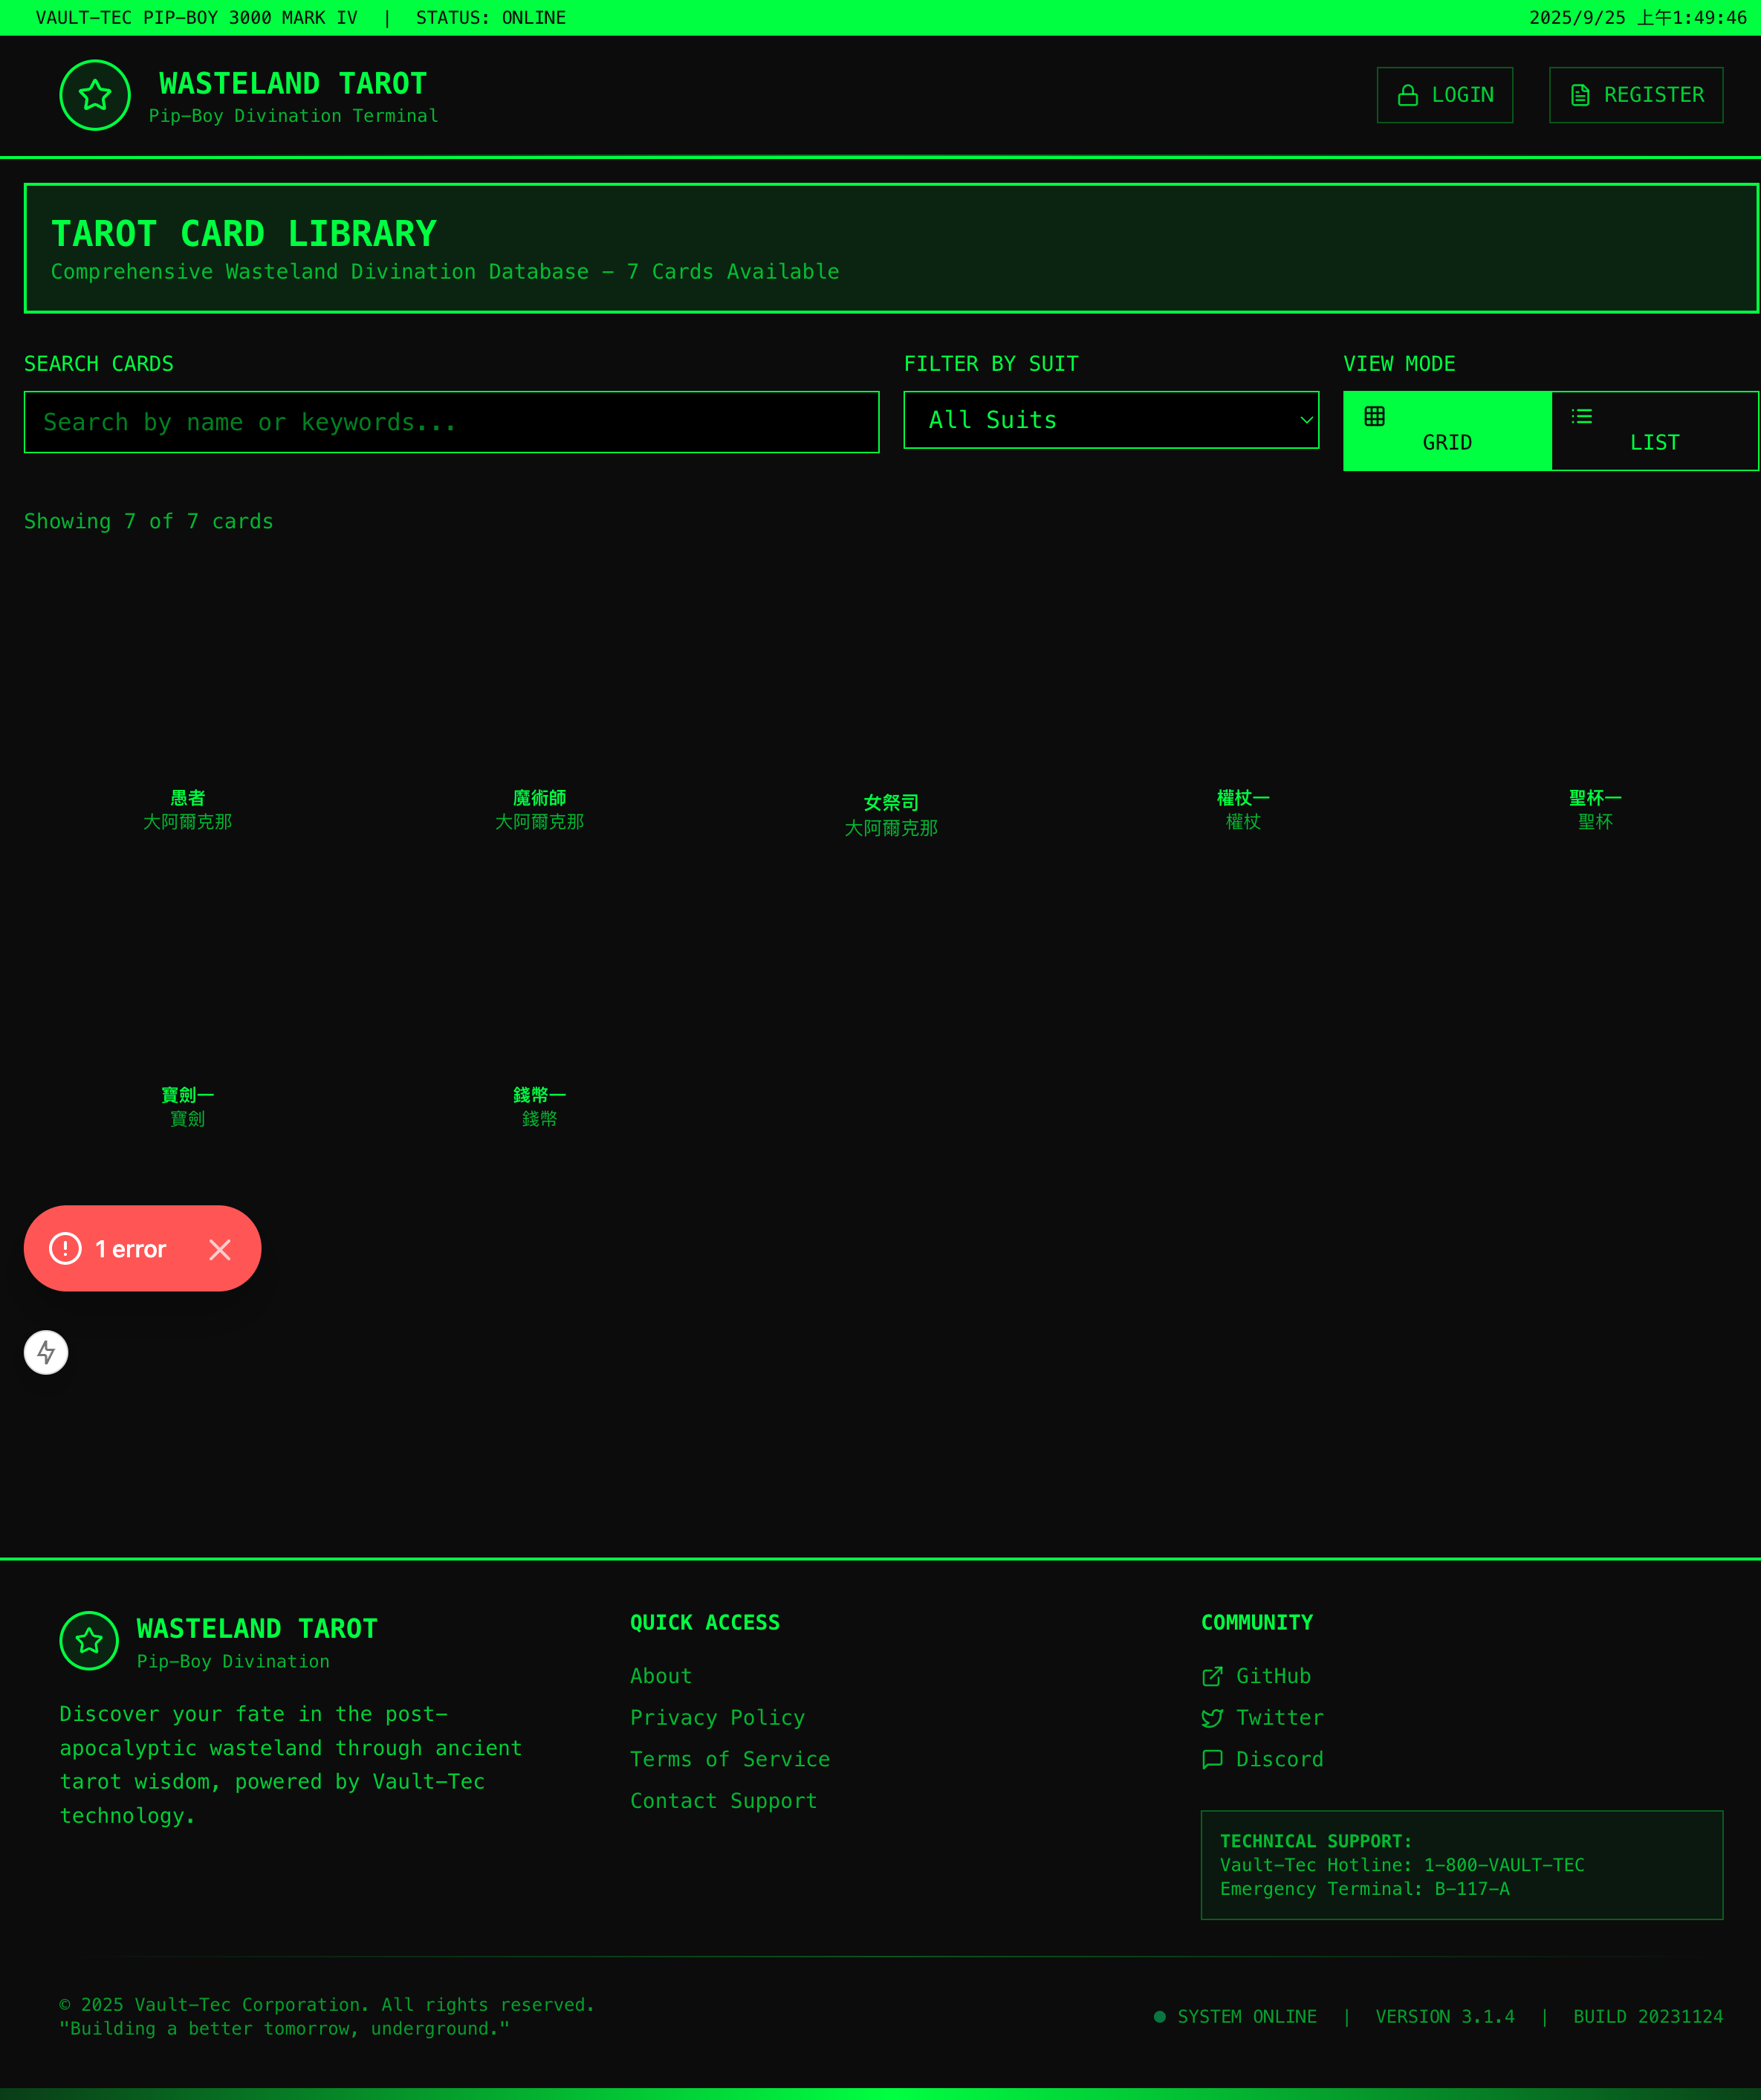 VAULT-TEC PIP-BOY 3000 MARK IV | STATUS: ONLINE
2025/9/25 上午1:49:46
WASTELAND TAROT
Pip-Boy Divination Terminal
LOGIN
REGISTER
TAROT CARD LIBRARY
Comprehensive Wasteland Divination Database - 7 Cards Available
SEARCH CARDS
FILTER BY SUIT
VIEW MODE
Search by name or keywords...
All Suits
GRID
LIST
Showing 7 of 7 cards
愚者
大阿爾克那
魔術師
大阿爾克那
女祭司
大阿爾克那
權杖一
權杖
聖杯一
聖杯
寶劍一
寶劍
錢幣一
錢幣
1 error
WASTELAND TAROT
Pip-Boy Divination
Discover your fate in the post-
apocalyptic wasteland through ancient
tarot wisdom, powered by Vault-Tec
technology.
QUICK ACCESS
About
Privacy Policy
Terms of Service
Contact Support
COMMUNITY
GitHub
Twitter
Discord
TECHNICAL SUPPORT:
Vault-Tec Hotline: 1-800-VAULT-TEC
Emergency Terminal: B-117-A
© 2025 Vault-Tec Corporation. All rights reserved.
"Building a better tomorrow, underground."
SYSTEM ONLINE | VERSION 3.1.4 | BUILD 20231124